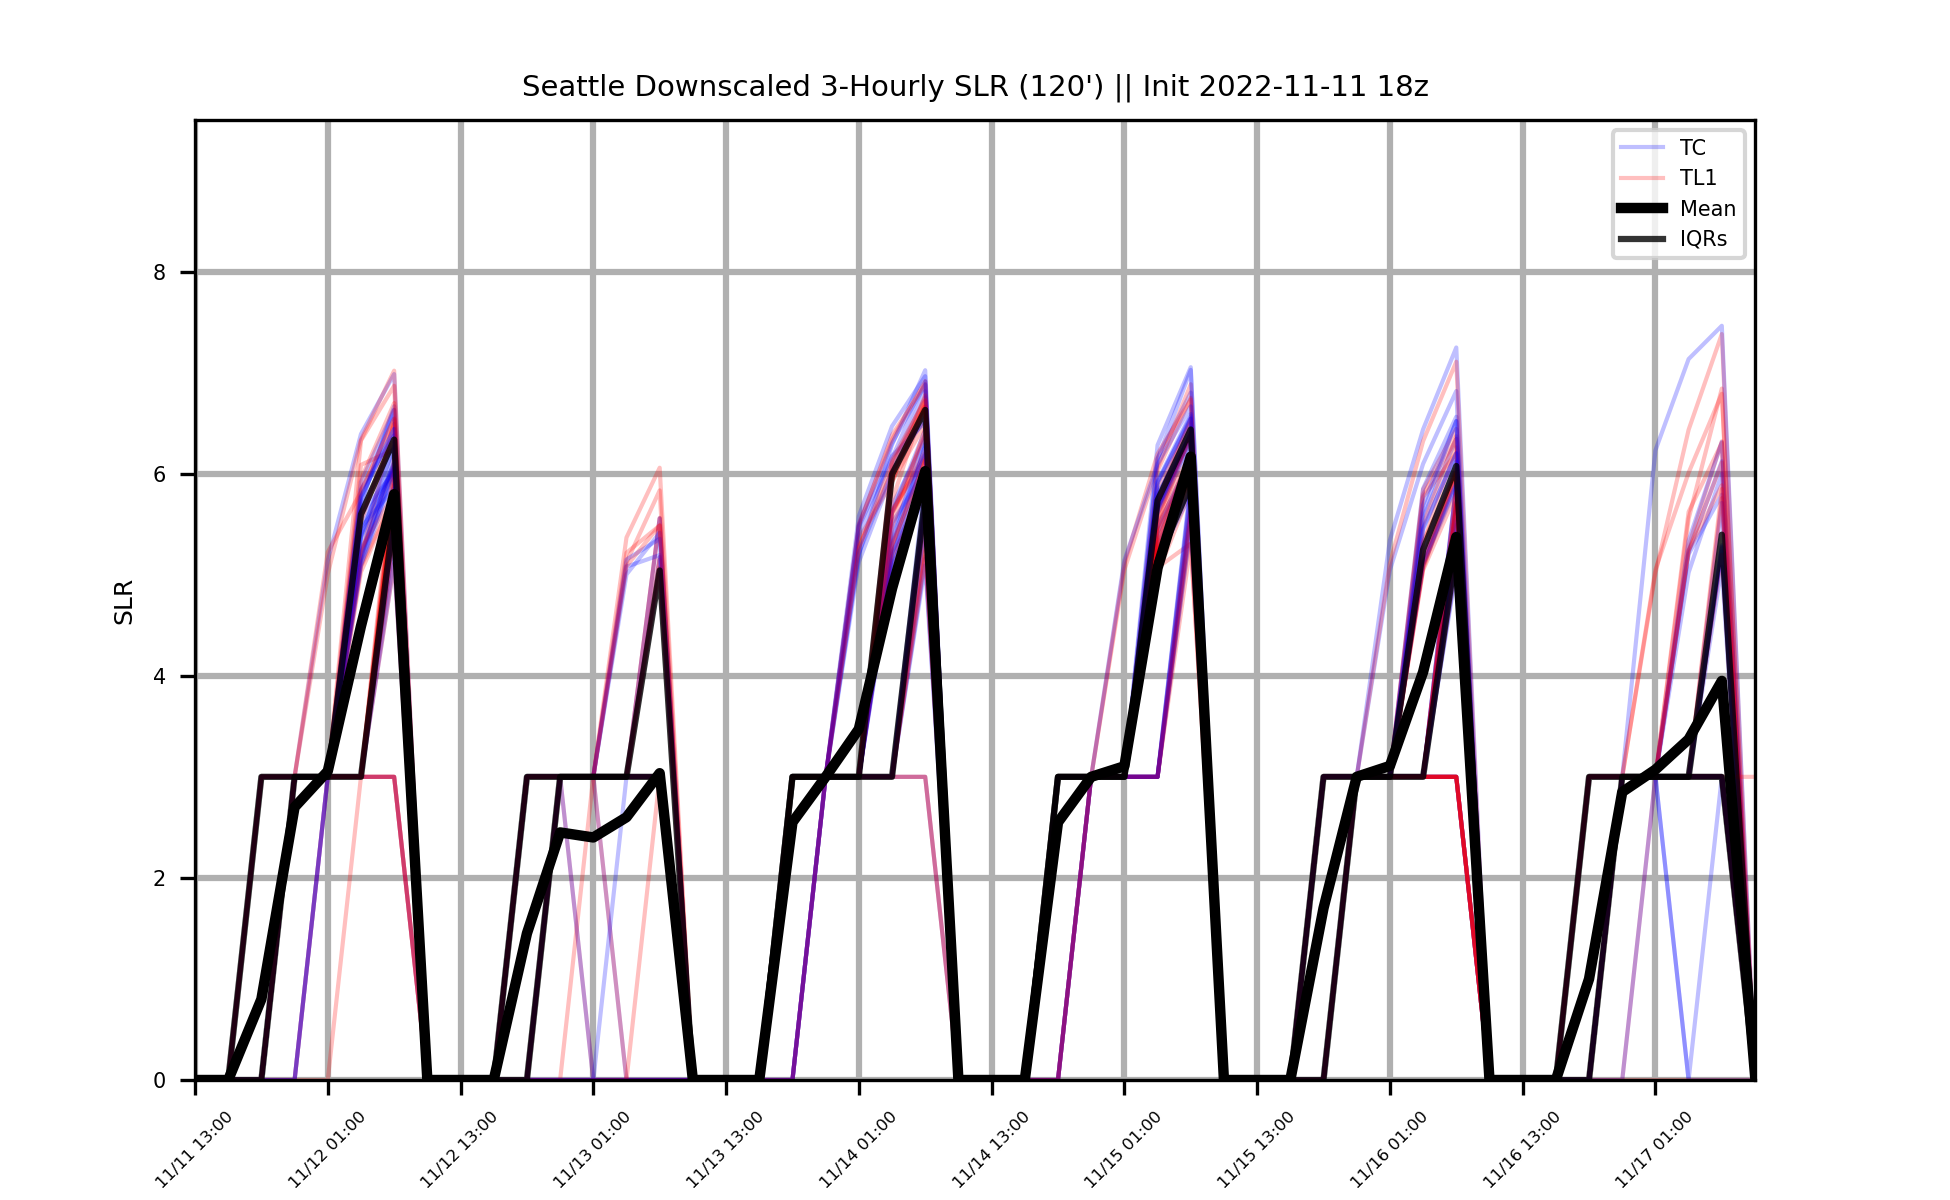 Seattle Downscaled 3-Hourly SLR (120') || Init 2022-11-11 18z
TC
TL1
Mean
IQRs
SLR
8
6
4
2
0
11/11 13:00
11/12 01:00
11/12 13:00
11/13 01:00
11/13 13:00
11/14 01:00
11/14 13:00
11/15 01:00
11/15 13:00
11/16 01:00
11/16 13:00
11/17 01:00